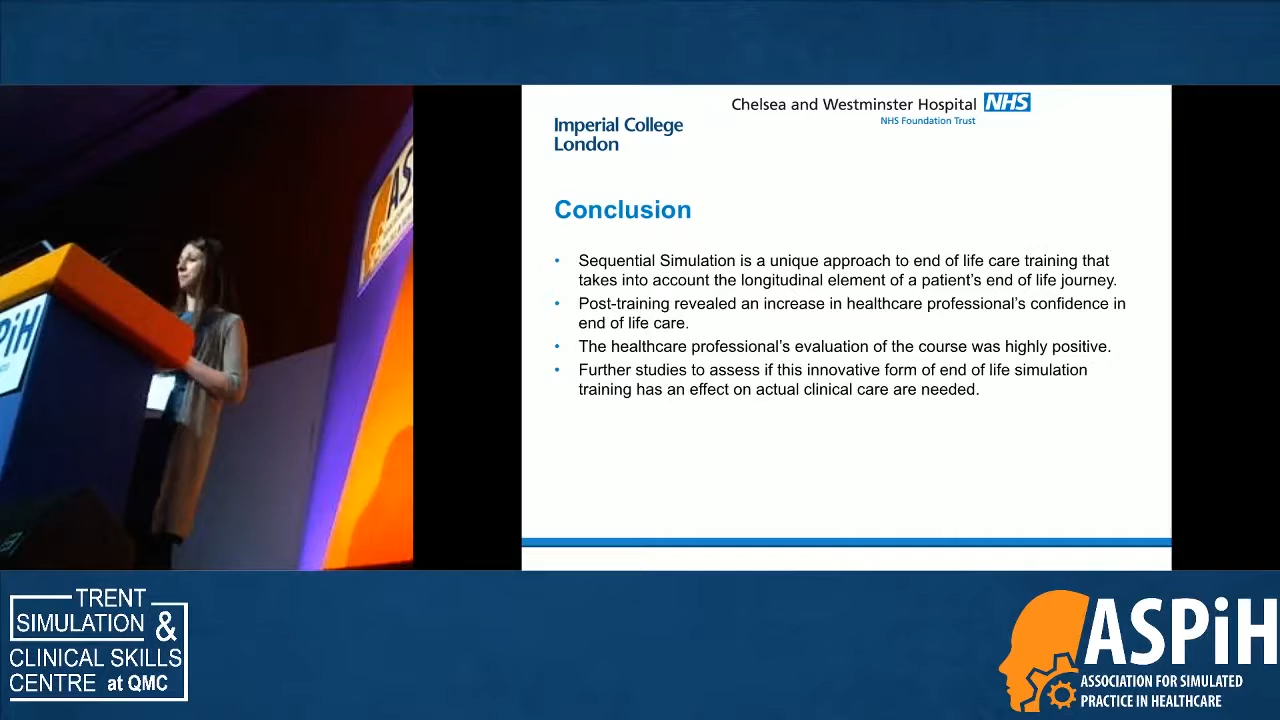 Chelsea and Westminster Hospital NHS
NHS Foundation Trust
Imperial College
London
Conclusion
• Sequential Simulation is a unique approach to end of life care training that
takes into account the longitudinal element of a patient's end of life journey.
• Post-training revealed an increase in healthcare professional's confidence in
end of life care.
• The healthcare professional's evaluation of the course was highly positive.
• Further studies to assess if this innovative form of end of life simulation
training has an effect on actual clinical care are needed.
AS
PiH
TRENT
SIMULATION &
CLINICAL SKILLS
CENTRE at QMC
ASPiH
ASSOCIATION FOR SIMULATED
PRACTICE IN HEALTHCARE